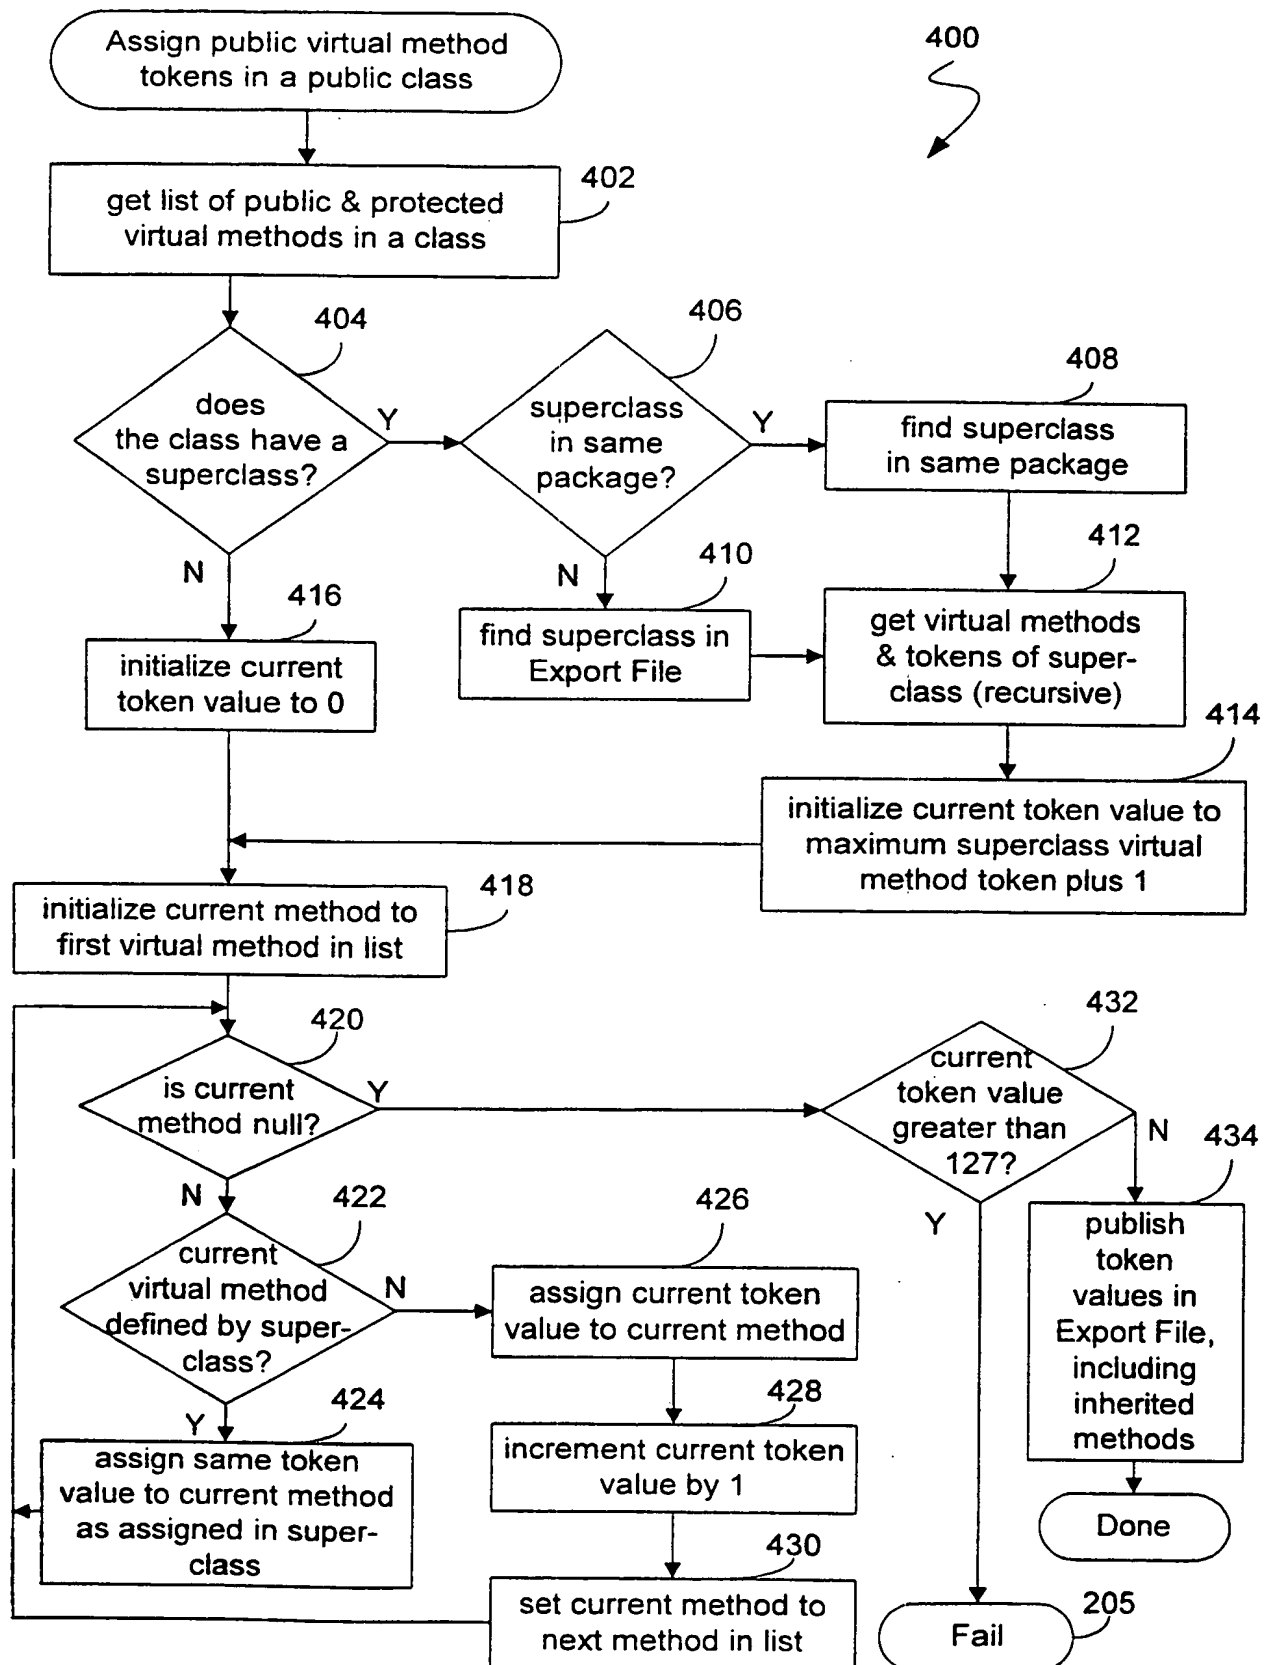 Assign public virtual method
tokens in a public class
400
402
get list of public & protected
virtual methods in a class
404
does
the class have a
superclass?
Y
N
406
superclass
in same
package?
Y
N
408
find superclass
in same package
410
find superclass in
Export File
412
get virtual methods
& tokens of super-
class (recursive)
414
initialize current token value to
maximum superclass virtual
method token plus 1
416
initialize current
token value to 0
418
initialize current method to
first virtual method in list
420
is current
method null?
Y
N
422
current
virtual method
defined by super-
class?
N
Y
424
assign same token
value to current method
as assigned in super-
class
426
assign current token
value to current method
428
increment current token
value by 1
430
set current method to
next method in list
432
current
token value
greater than
127?
N
Y
434
publish
token
values in
Export File,
including
inherited
methods
Done
205
Fail